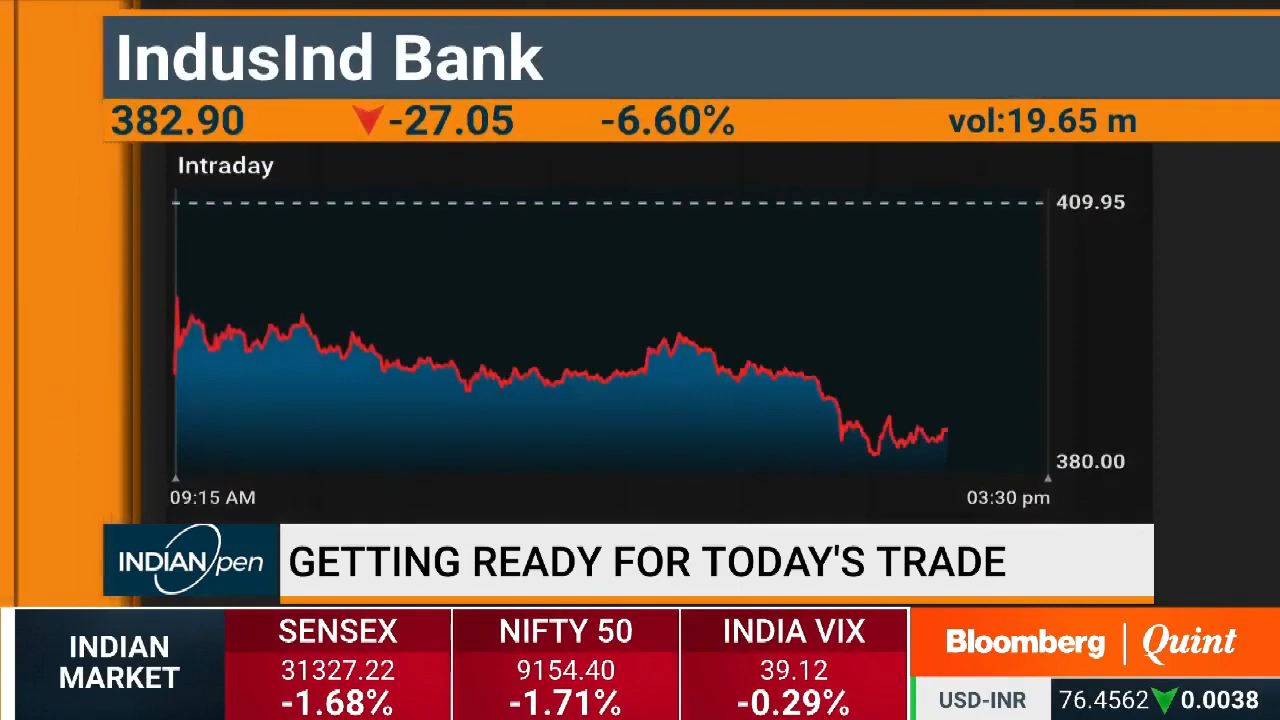 IndusInd Bank
382.90 -27.05 -6.60% vol:19.65 m
Intraday
409.95
380.00
09:15 AM 03:30 pm
INDIAN Open GETTING READY FOR TODAY'S TRADE
INDIAN MARKET
SENSEX
31327.22
-1.68%
NIFTY 50
9154.40
-1.71%
INDIA VIX
39.12
-0.29%
Bloomberg | Quint
USD-INR 76.4562 0.0038